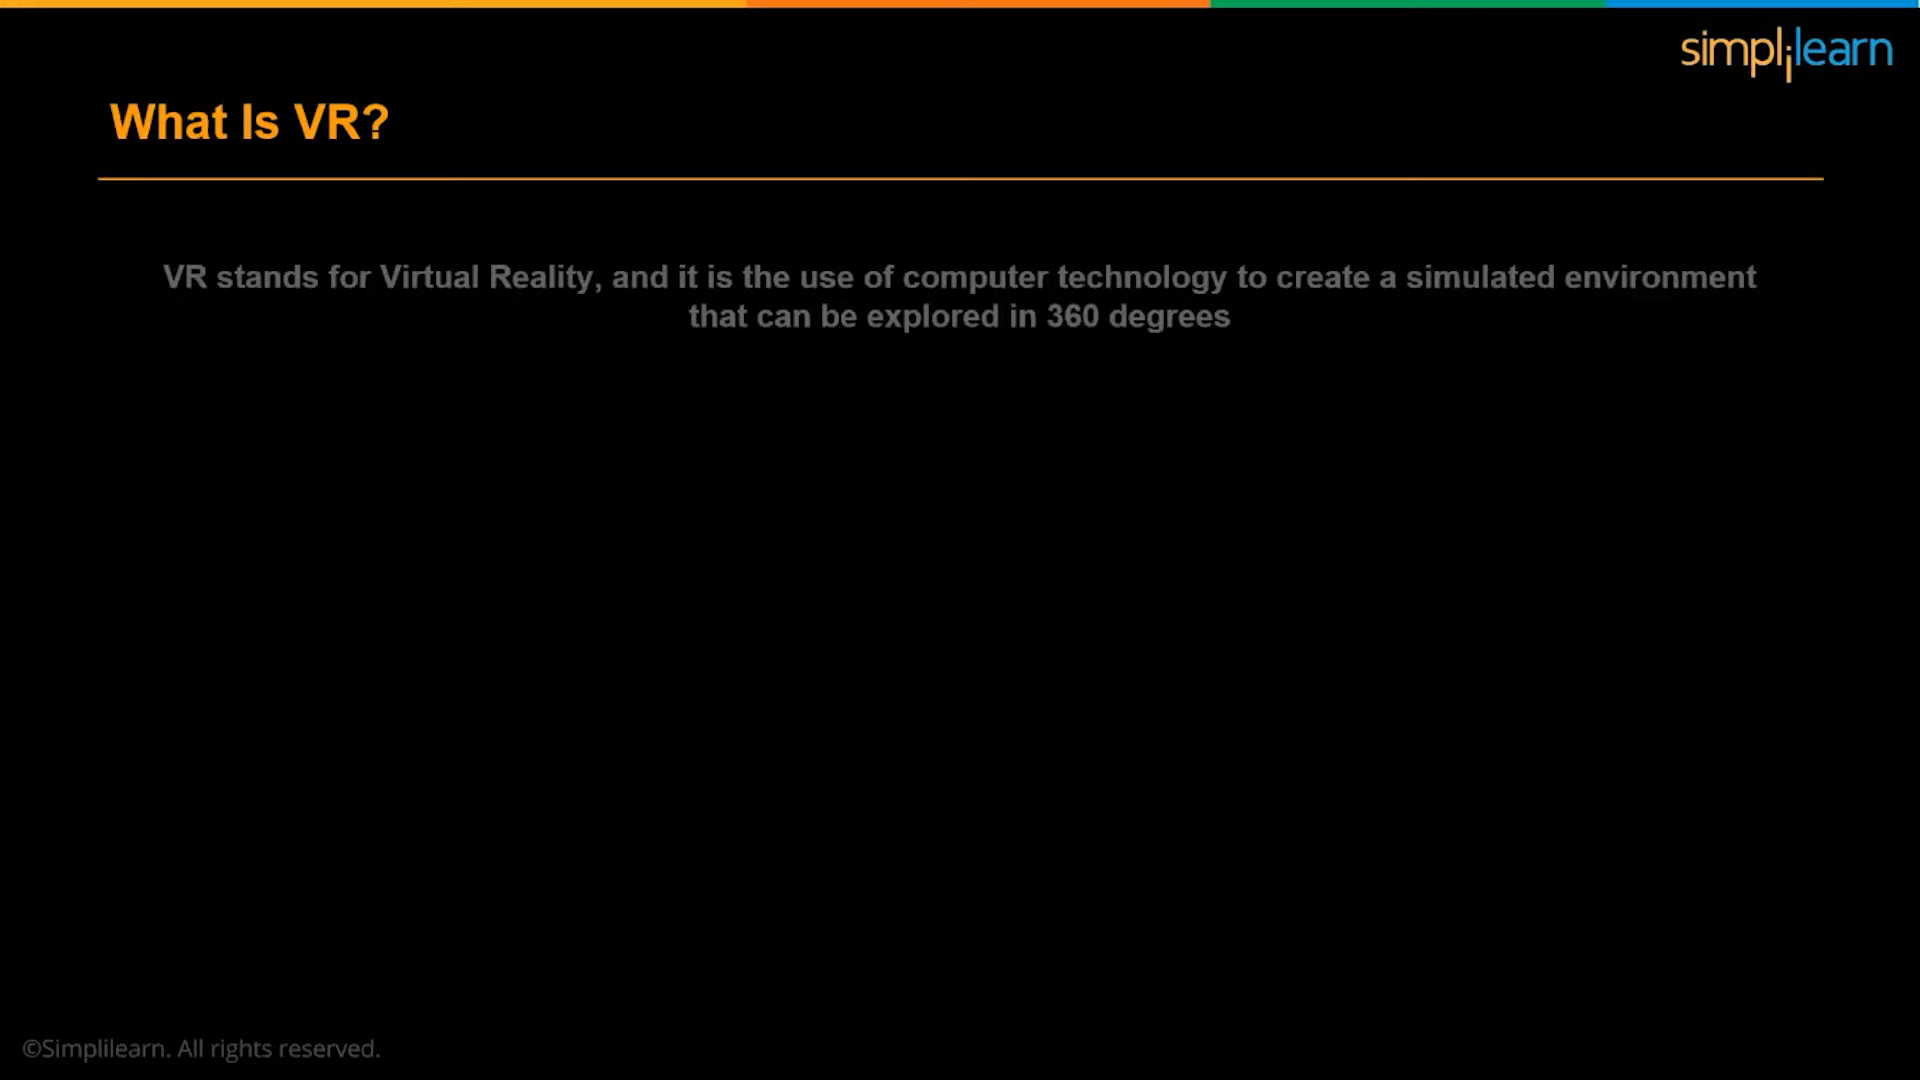 simplilearn
What Is VR?
VR stands for Virtual Reality, and it is the use of computer technology to create a simulated environment
that can be explored in 360 degrees
©Simplilearn. All rights reserved.